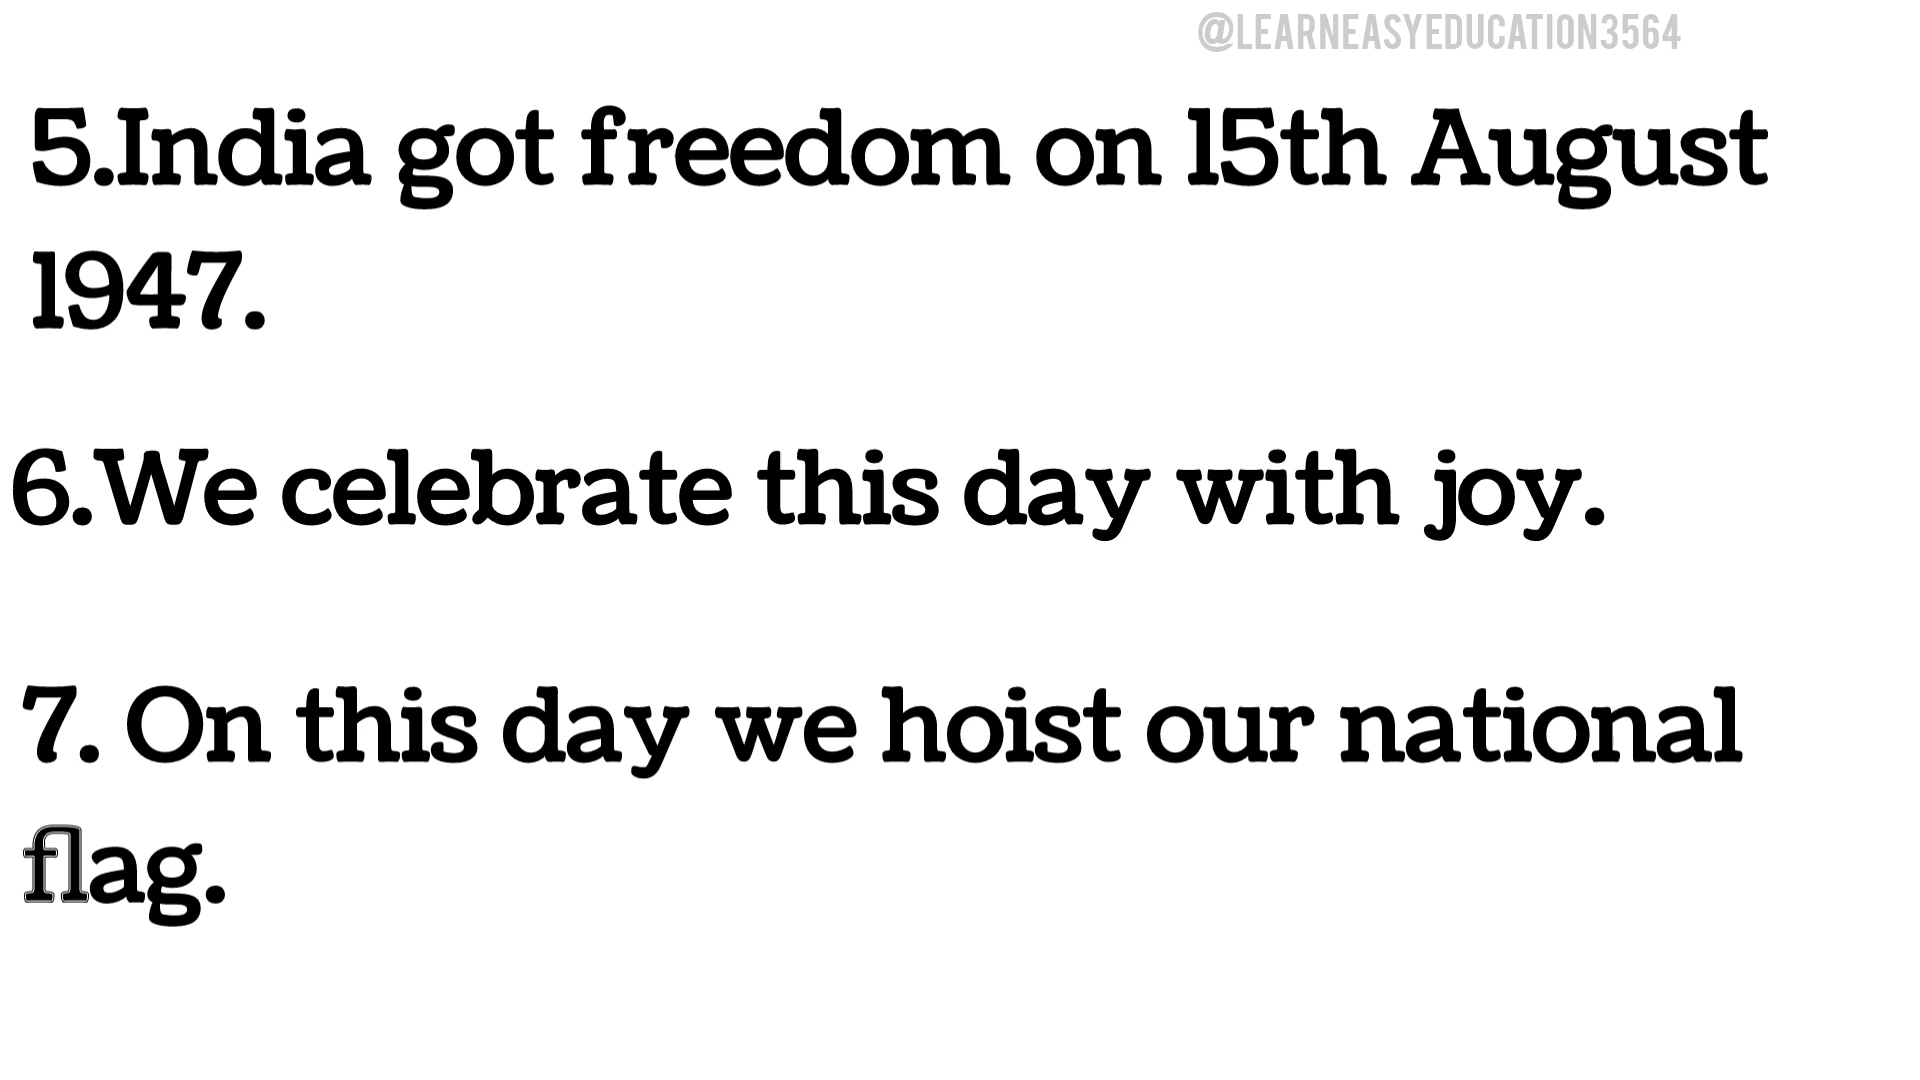 @LEARNEASYEDUCATION3564
5.India got freedom on 15th August
1947.
6.We celebrate this day with joy.
7. On this day we hoist our national
flag.